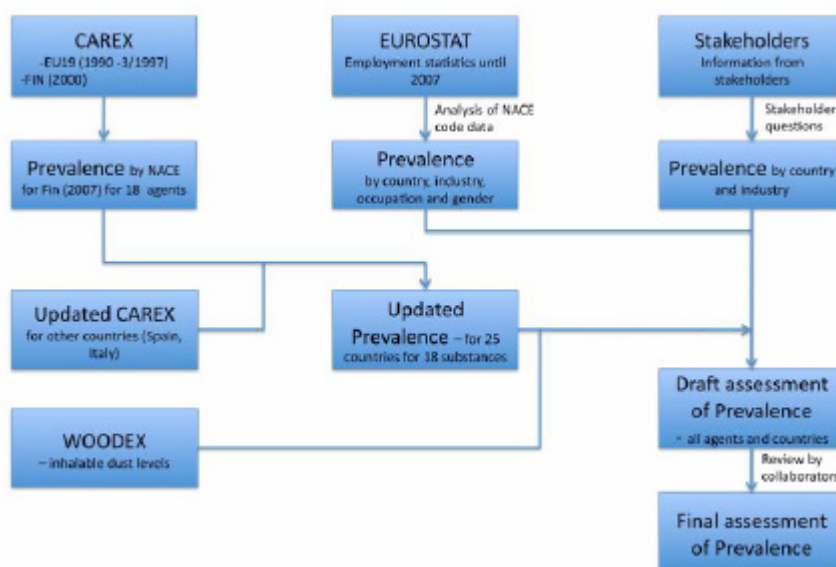 CAREX
-EU19 (1990 -3/1997)
-FIN (2000)
EUROSTAT
Employment statistics until
2007
Stakeholders
Information from
stakeholders
Analysis of NACE
code data
Stakeholder
questions
Prevalence by NACE
for Fin (2007) for 18 agents
Prevalence
by country, industry,
occupation and gender
Prevalence by country
and industry
Updated CAREX
for other countries (Spain,
Italy)
Updated
Prevalence – for 25
countries for 18 substances
Draft assessment
of Prevalence
– all agents and countries
WOODEX
– inhalable dust levels
Review by
collaborators
Final assessment
of Prevalence